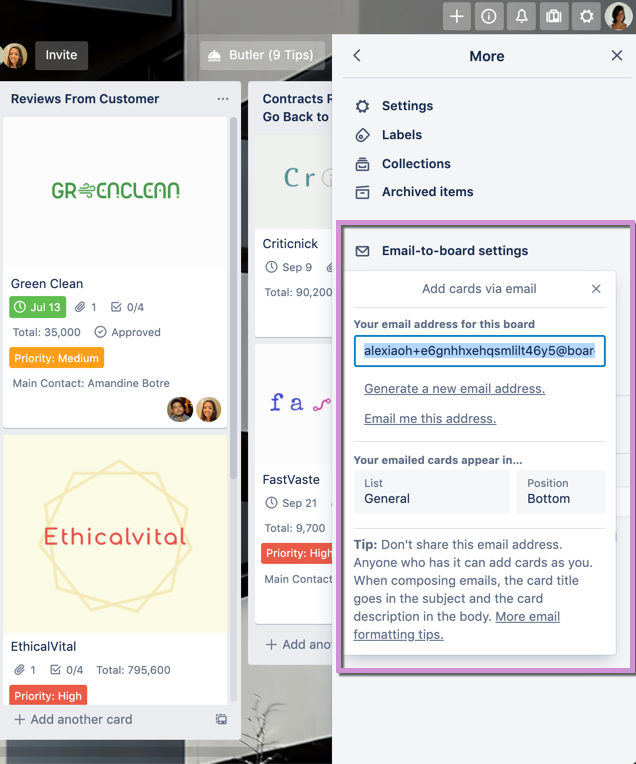 Invite
Butler (9 Tips)
Reviews From Customer
GREENCLEAN
Green Clean
Jul 13
1
0/4
Total: 35,000
Approved
Priority: Medium
Main Contact: Amandine Botre
Ethicalvital
EthicalVital
1
0/4
Total: 795,600
Priority: High
Add another card
Contracts
Go Back to
Cr
Criticnick
Sep 9
Total: 90,200
fa
FastVaste
Sep 21
Total: 9,700
Priority: High
Main Contact
Add
More
Settings
Labels
Collections
Archived items
Email-to-board settings
Add cards via email
Your email address for this board
alexiaoh+e6gnhhxehqsmlilt46y5@boar
Generate a new email address.
Email me this address.
Your emailed cards appear in...
List
General
Position
Bottom
Tip: Don't share this email address.
Anyone who has it can add cards as you.
When composing emails, the card title
goes in the subject and the card
description in the body. More email
formatting tips.